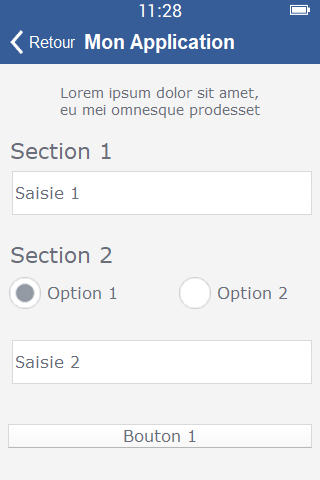 11:28
Retour Mon Application
Lorem ipsum dolor sit amet,
eu mei omnesque prodesset
Section 1
Saisie 1
Section 2
Option 1 Option 2
Saisie 2
Bouton 1